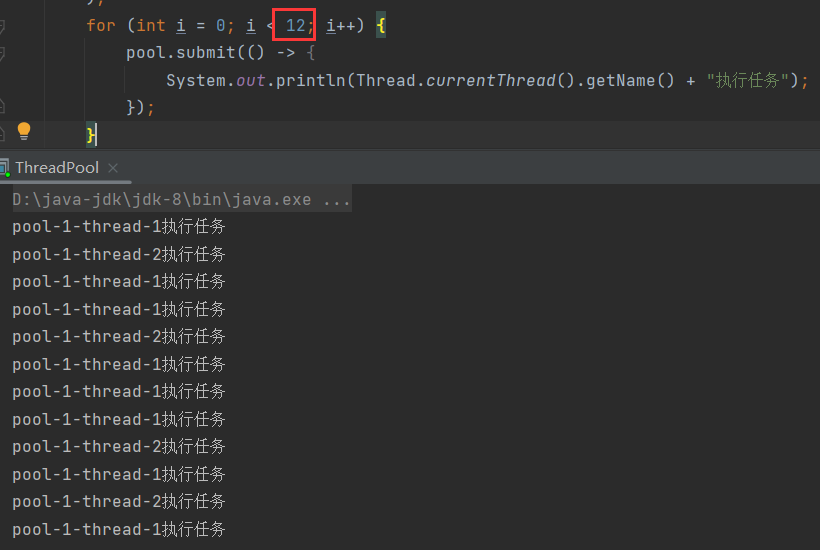 );
for (int i = 0; i < 12; i++) {
pool.submit(() -> {
System.out.println(Thread.currentThread().getName() + "执行任务");
});
}
ThreadPool ×
D:\java-jdk\jdk-8\bin\java.exe ...
pool-1-thread-1执行任务
pool-1-thread-2执行任务
pool-1-thread-1执行任务
pool-1-thread-1执行任务
pool-1-thread-2执行任务
pool-1-thread-1执行任务
pool-1-thread-1执行任务
pool-1-thread-1执行任务
pool-1-thread-2执行任务
pool-1-thread-1执行任务
pool-1-thread-2执行任务
pool-1-thread-1执行任务